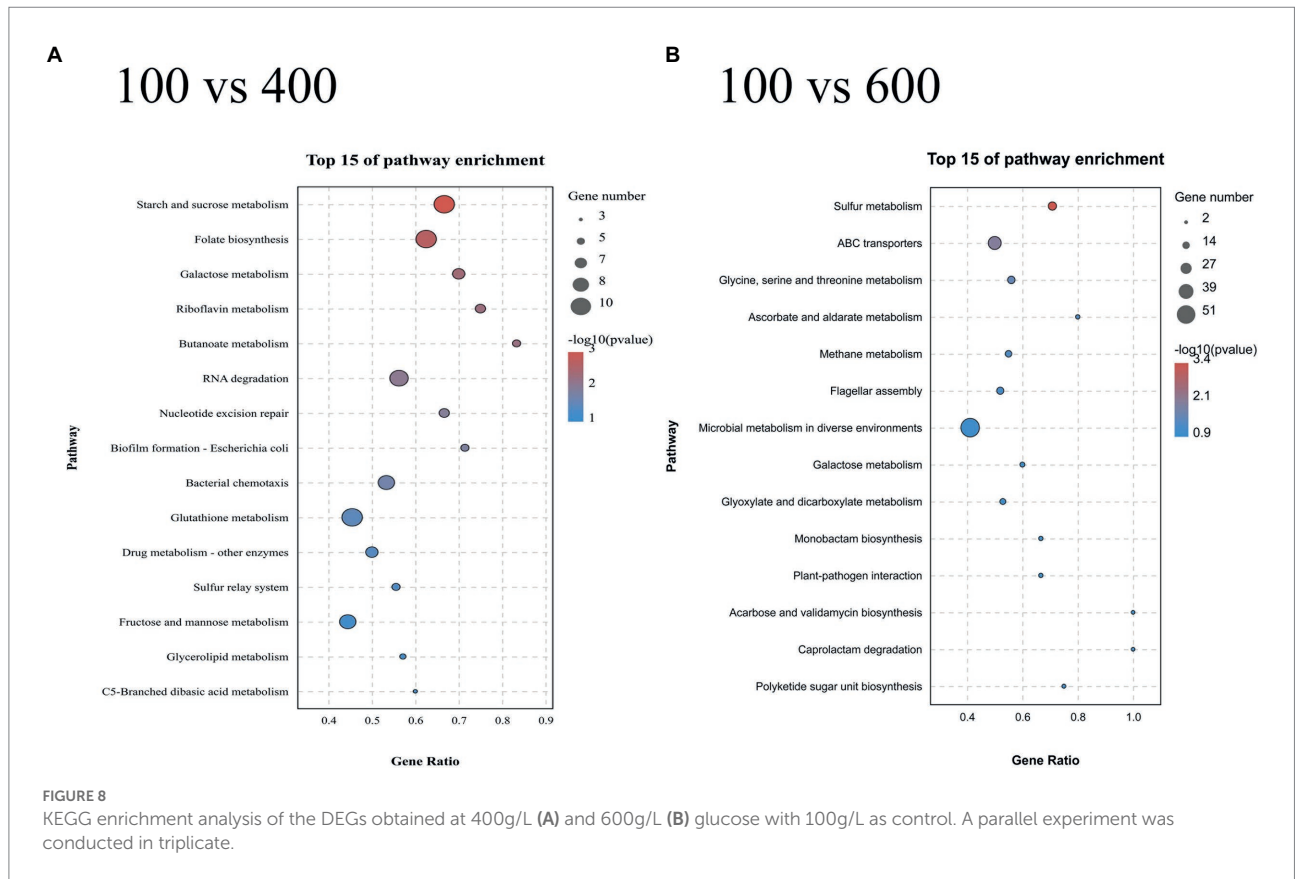 A
100 vs 400
Top 15 of pathway enrichment
Starch and sucrose metabolism
Folate biosynthesis
Galactose metabolism
Riboflavin metabolism
Butanoate metabolism
RNA degradation
Nucleotide excision repair
Biofilm formation - Escherichia coli
Bacterial chemotaxis
Glutathione metabolism
Drug metabolism - other enzymes
Sulfur relay system
Fructose and mannose metabolism
Glycerolipid metabolism
C5-Branched dibasic acid metabolism
Pathway
0.4 0.5 0.6 0.7 0.8 0.9
Gene Ratio
Gene number
3
5
7
8
10
-log10(pvalue)
3
2
1
B
100 vs 600
Top 15 of pathway enrichment
Sulfur metabolism
ABC transporters
Glycine, serine and threonine metabolism
Ascorbate and aldarate metabolism
Methane metabolism
Flagellar assembly
Microbial metabolism in diverse environments
Galactose metabolism
Glyoxylate and dicarboxylate metabolism
Monobactam biosynthesis
Plant-pathogen interaction
Acarbose and validamycin biosynthesis
Caprolactam degradation
Polyketide sugar unit biosynthesis
Pathway
0.4 0.6 0.8 1.0
Gene Ratio
Gene number
2
14
27
39
51
-log10(pvalue)
3.4
2.1
0.9
FIGURE 8
KEGG enrichment analysis of the DEGs obtained at 400g/L (A) and 600g/L (B) glucose with 100g/L as control. A parallel experiment was
conducted in triplicate.